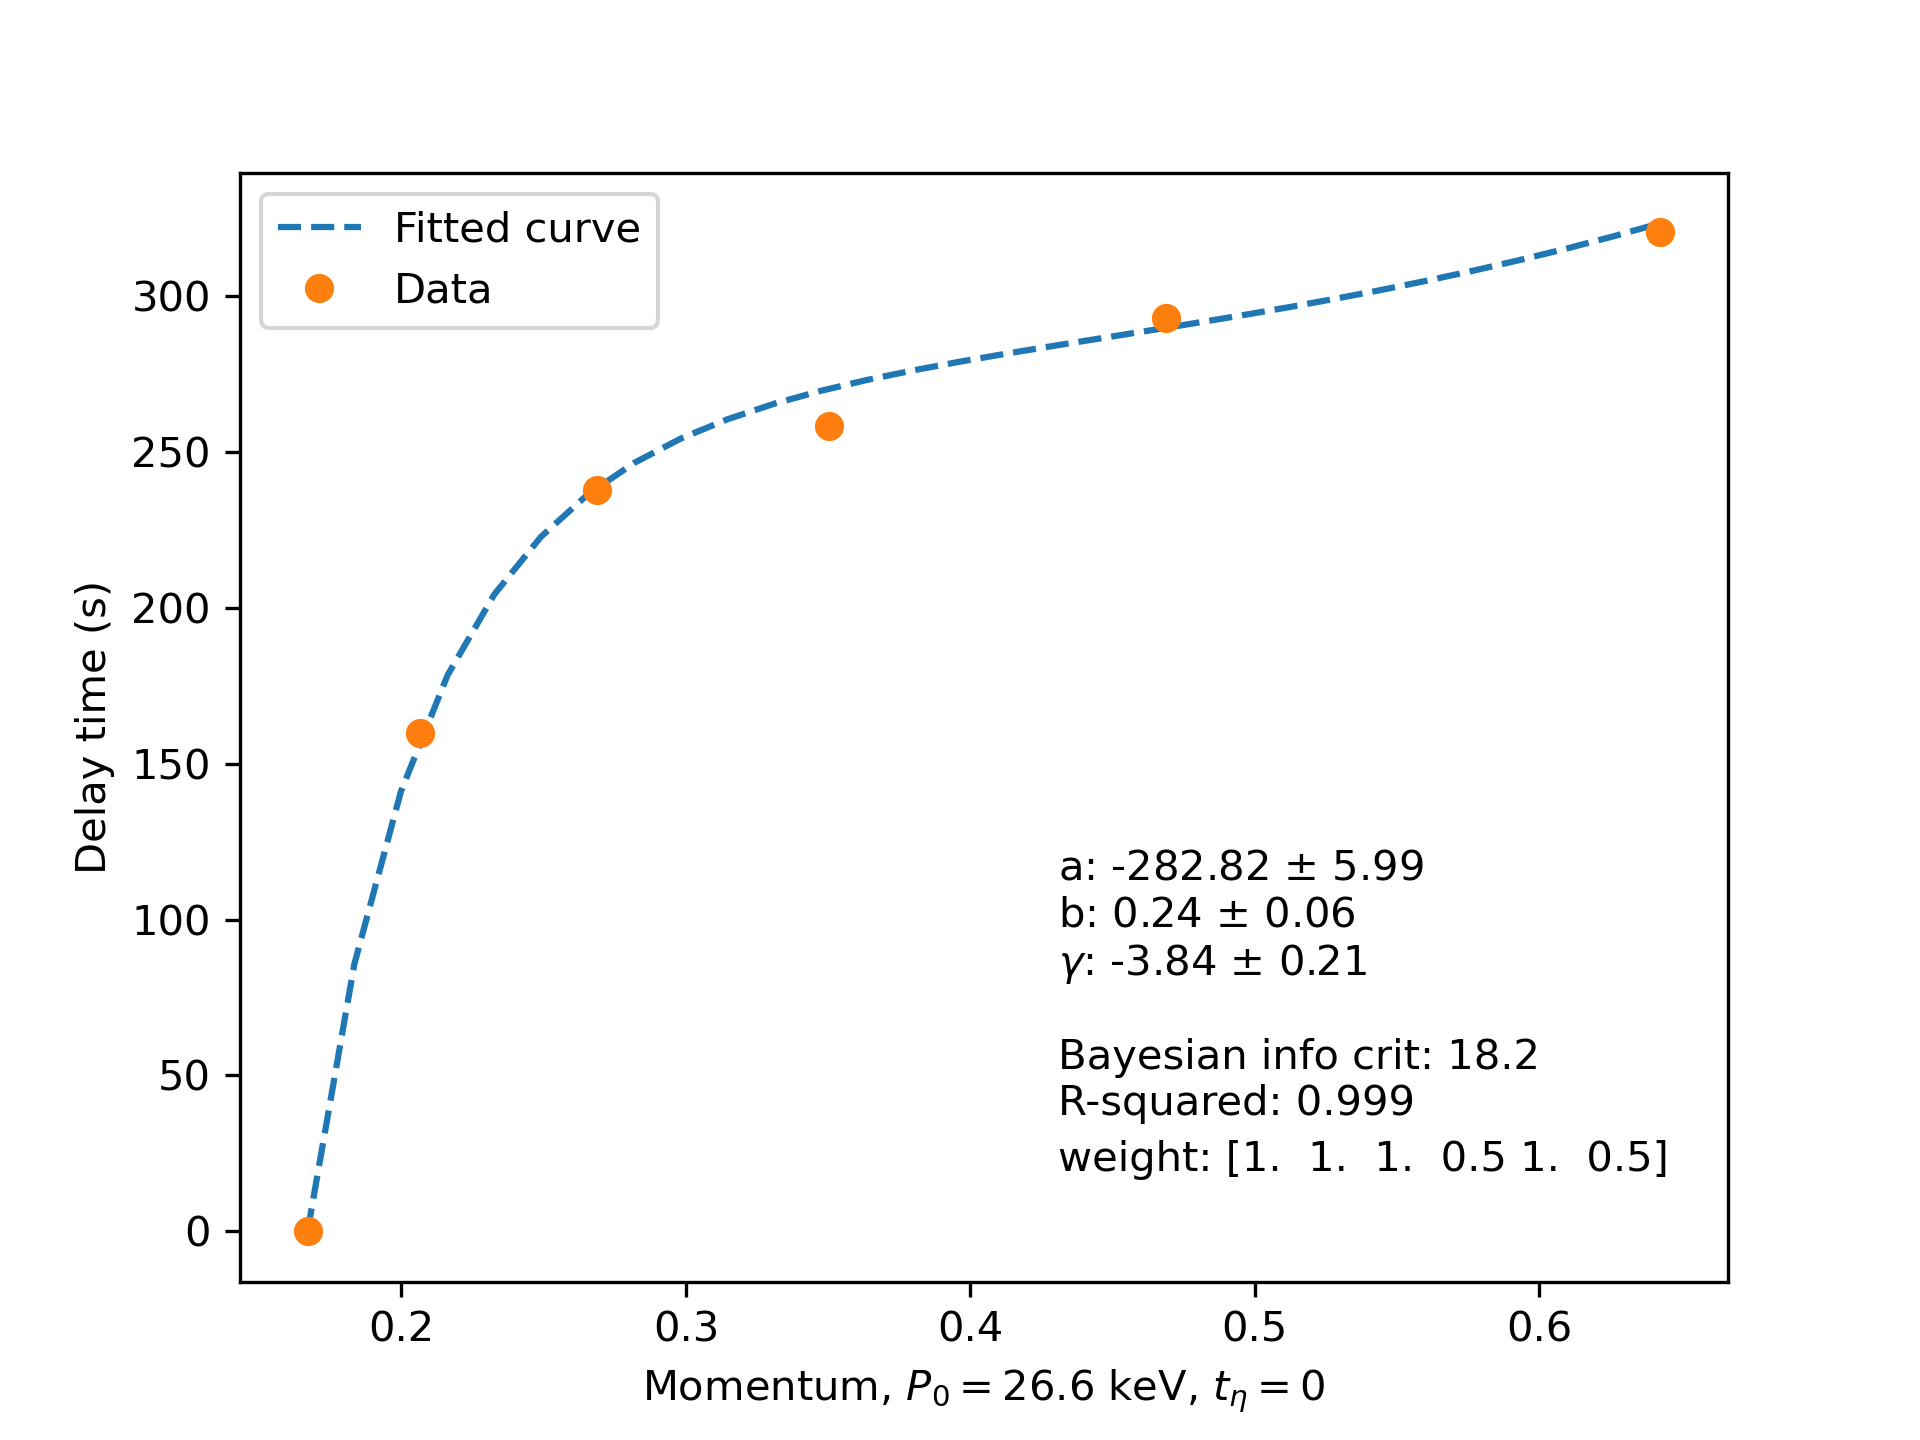 Fitted curve
Data
300
250
200
150
100
50
0
Delay time (s)
a: -282.82 ± 5.99
b: 0.24 ± 0.06
γ: -3.84 ± 0.21
Bayesian info crit: 18.2
R-squared: 0.999
weight: [1.  1.  1.  0.5 1.  0.5]
0.2 0.3 0.4 0.5 0.6
Momentum, P₀ = 26.6 keV, t_η = 0